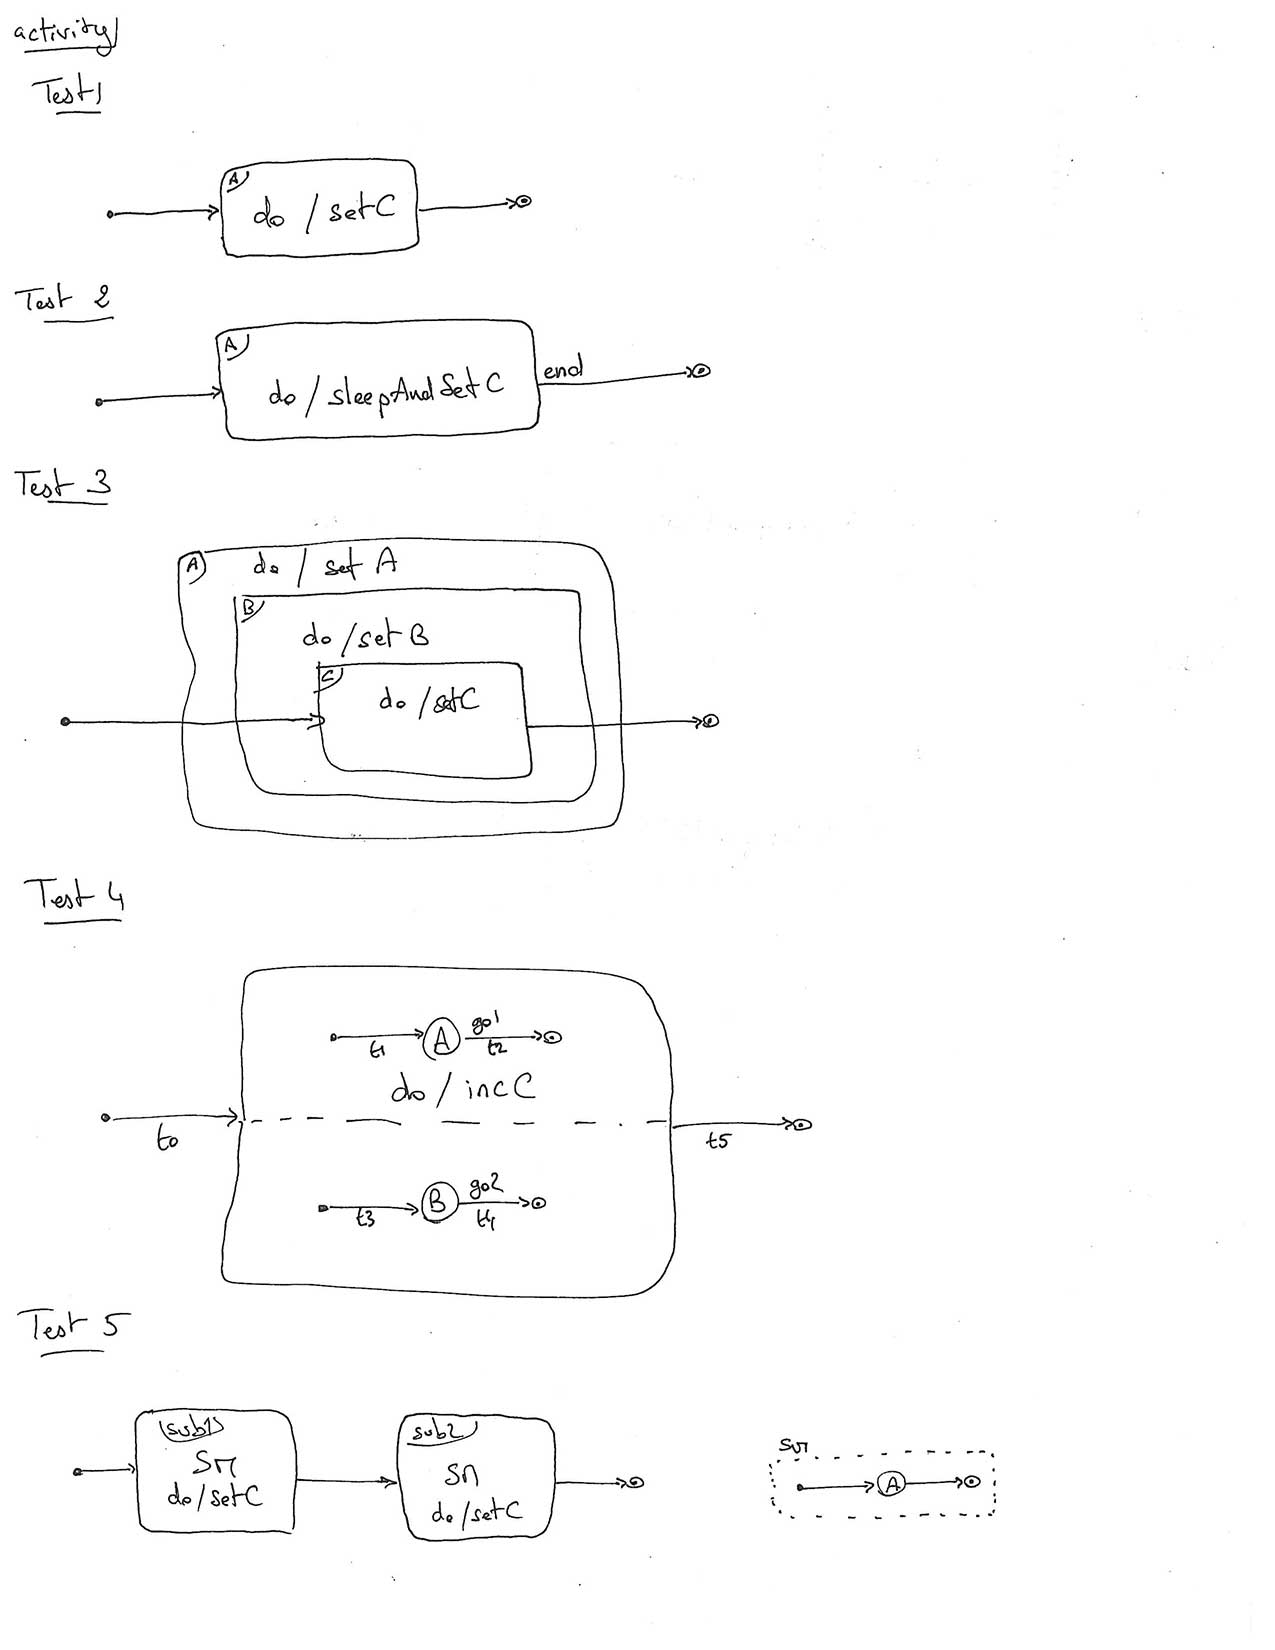 activity
Test 1
A
do / setC
Test 2
A
do / sleepAndSetC
end
Test 3
A
do / set A
B
do / set B
C
do / setC
Test 4
go1
A
t1
t2
do / incC
t0
t5
go2
B
t3
t4
Test 5
sub1
SM
do / setC
sub2
SM
do / setC
SM
A